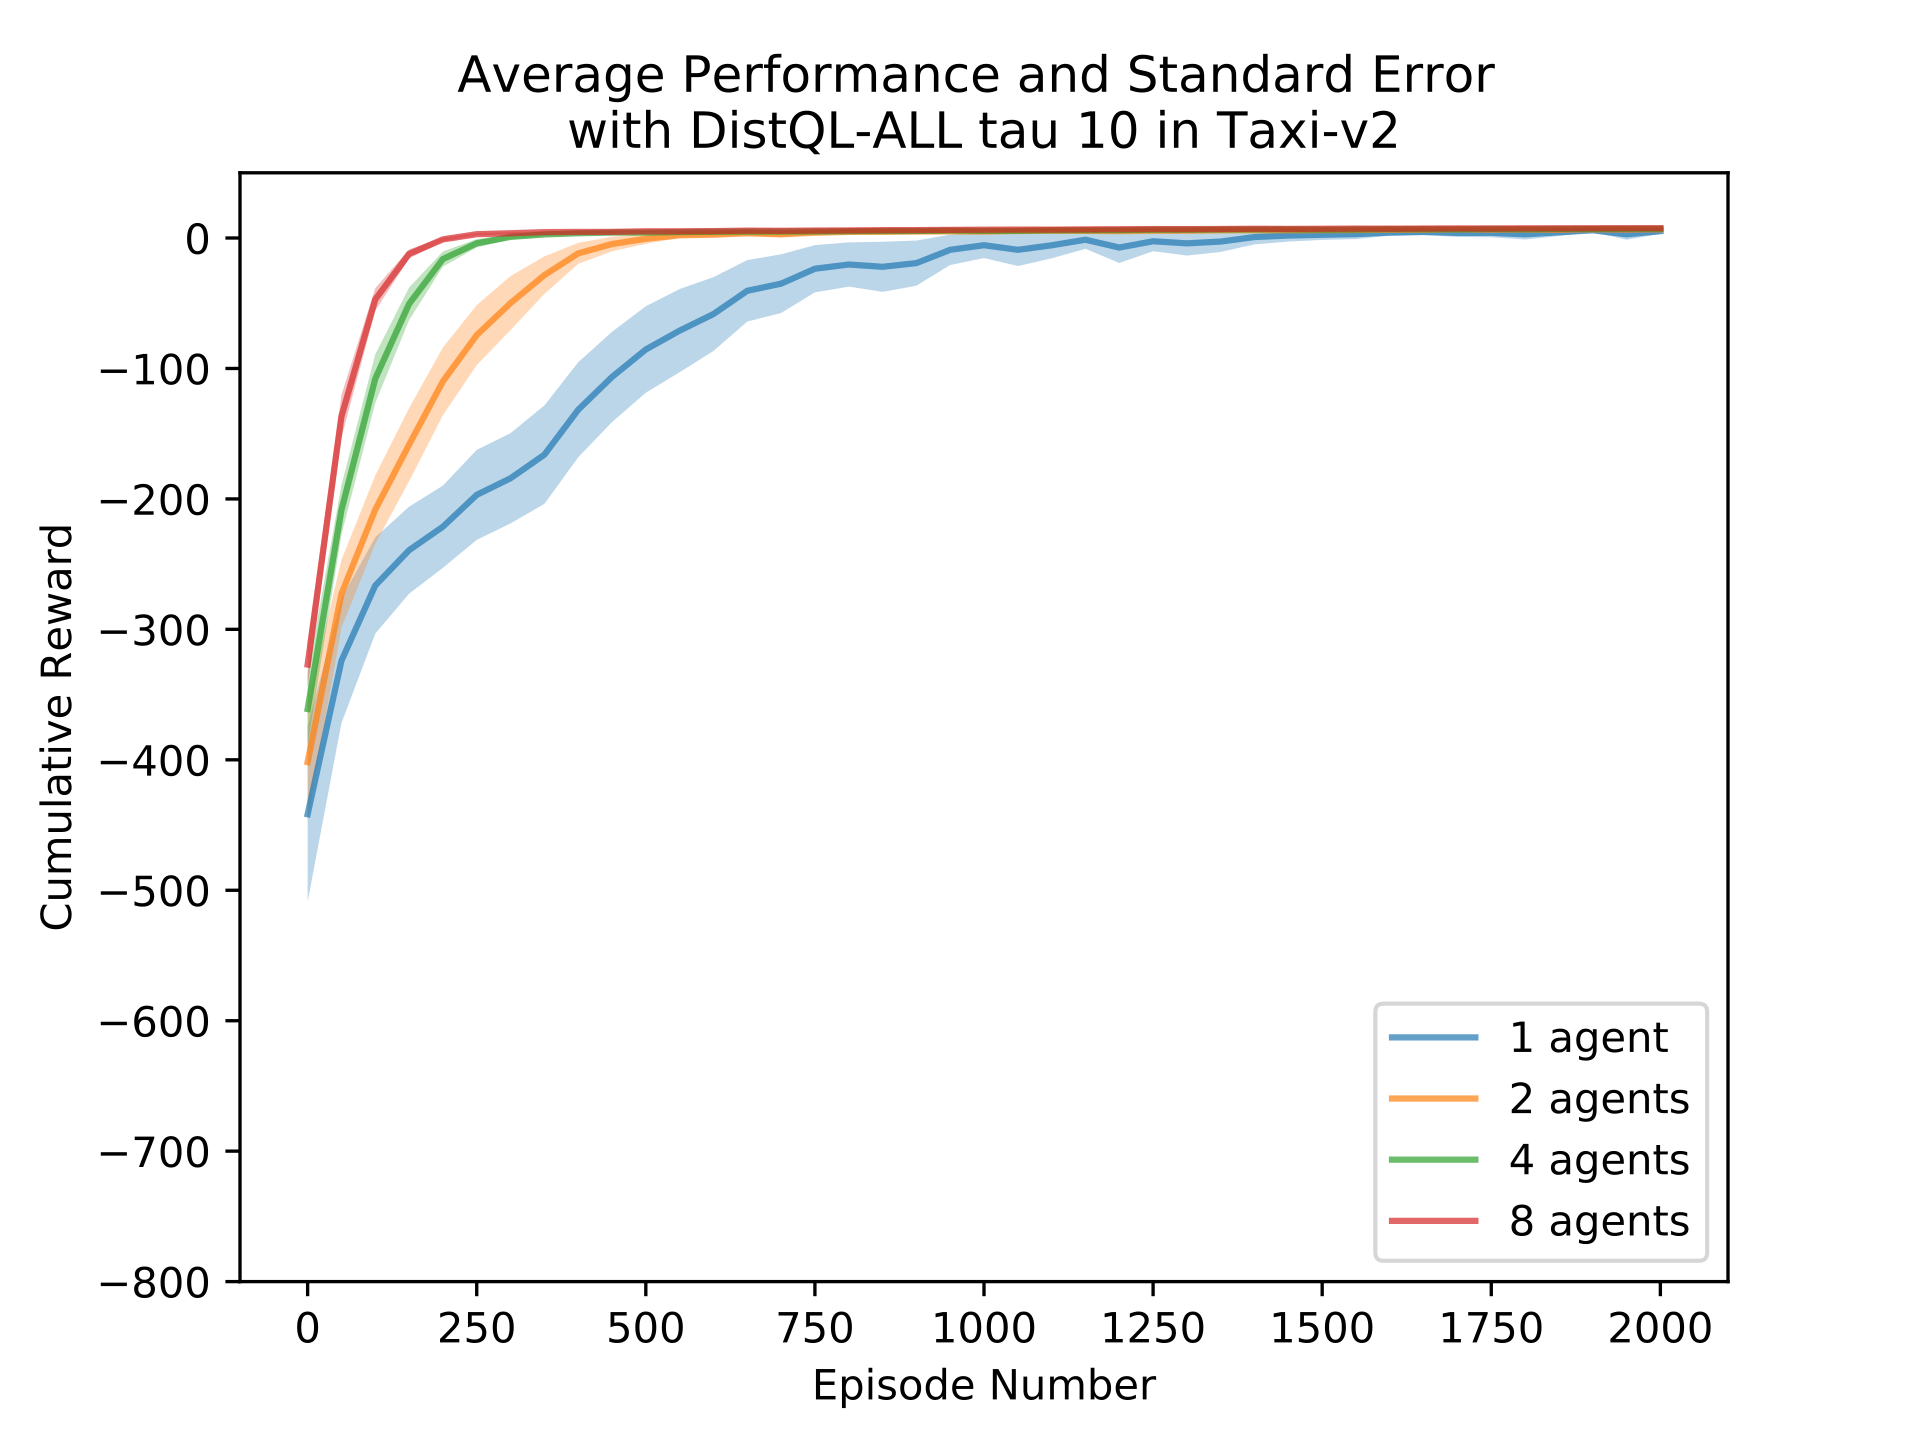 Average Performance and Standard Error
with DistQL-ALL tau 10 in Taxi-v2
Cumulative Reward
0
−100
−200
−300
−400
−500
−600
−700
−800
1 agent
2 agents
4 agents
8 agents
0 250 500 750 1000 1250 1500 1750 2000
Episode Number